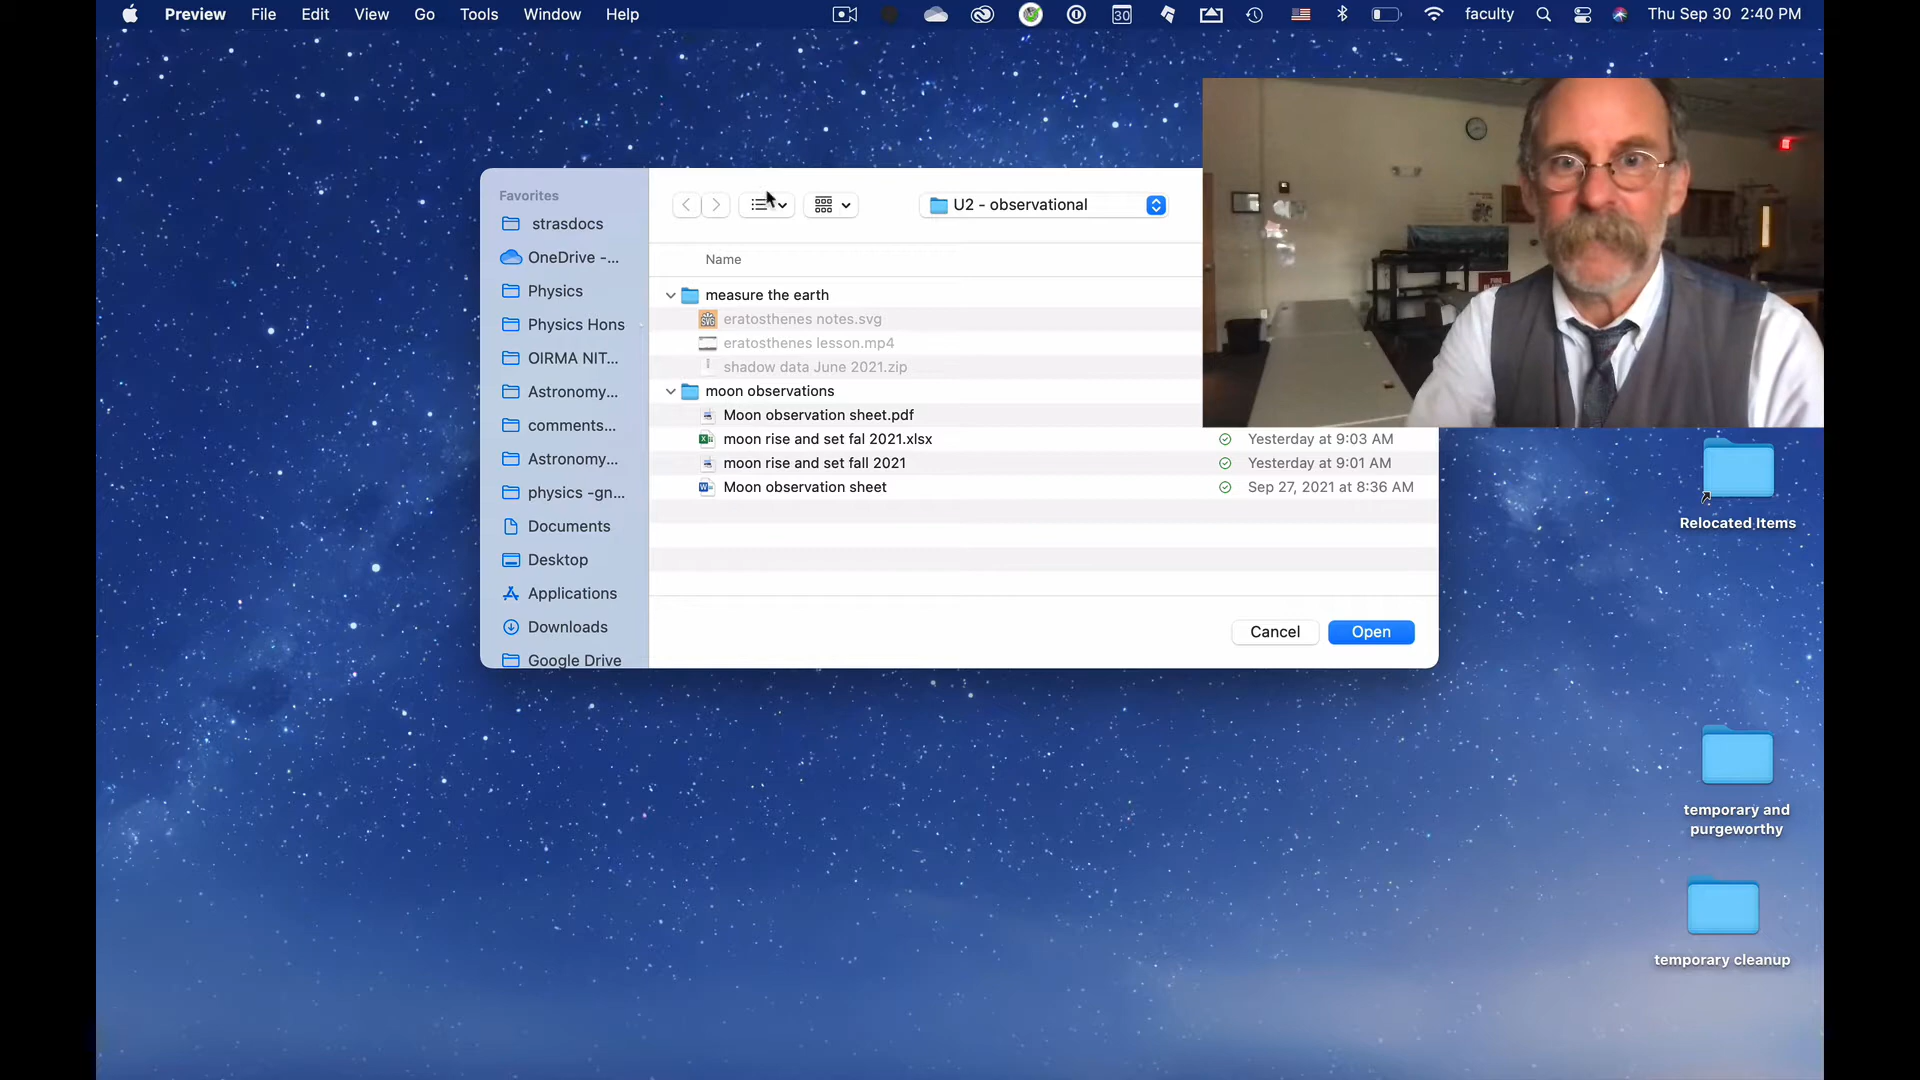 Preview File Edit View Go Tools Window Help 30 faculty Thu Sep 30 2:40 PM
Favorites
strasdocs
OneDrive -...
Physics
Physics Hons
OIRMA NIT...
Astronomy...
comments...
Astronomy...
physics -gn...
Documents
Desktop
Applications
Downloads
Google Drive
U2 - observational
Name
measure the earth
eratosthenes notes.svg
eratosthenes lesson.mp4
shadow data June 2021.zip
moon observations
Moon observation sheet.pdf
moon rise and set fal 2021.xlsx Yesterday at 9:03 AM
moon rise and set fall 2021 Yesterday at 9:01 AM
Moon observation sheet Sep 27, 2021 at 8:36 AM
Cancel Open
Relocated Items
temporary and
purgeworthy
temporary cleanup